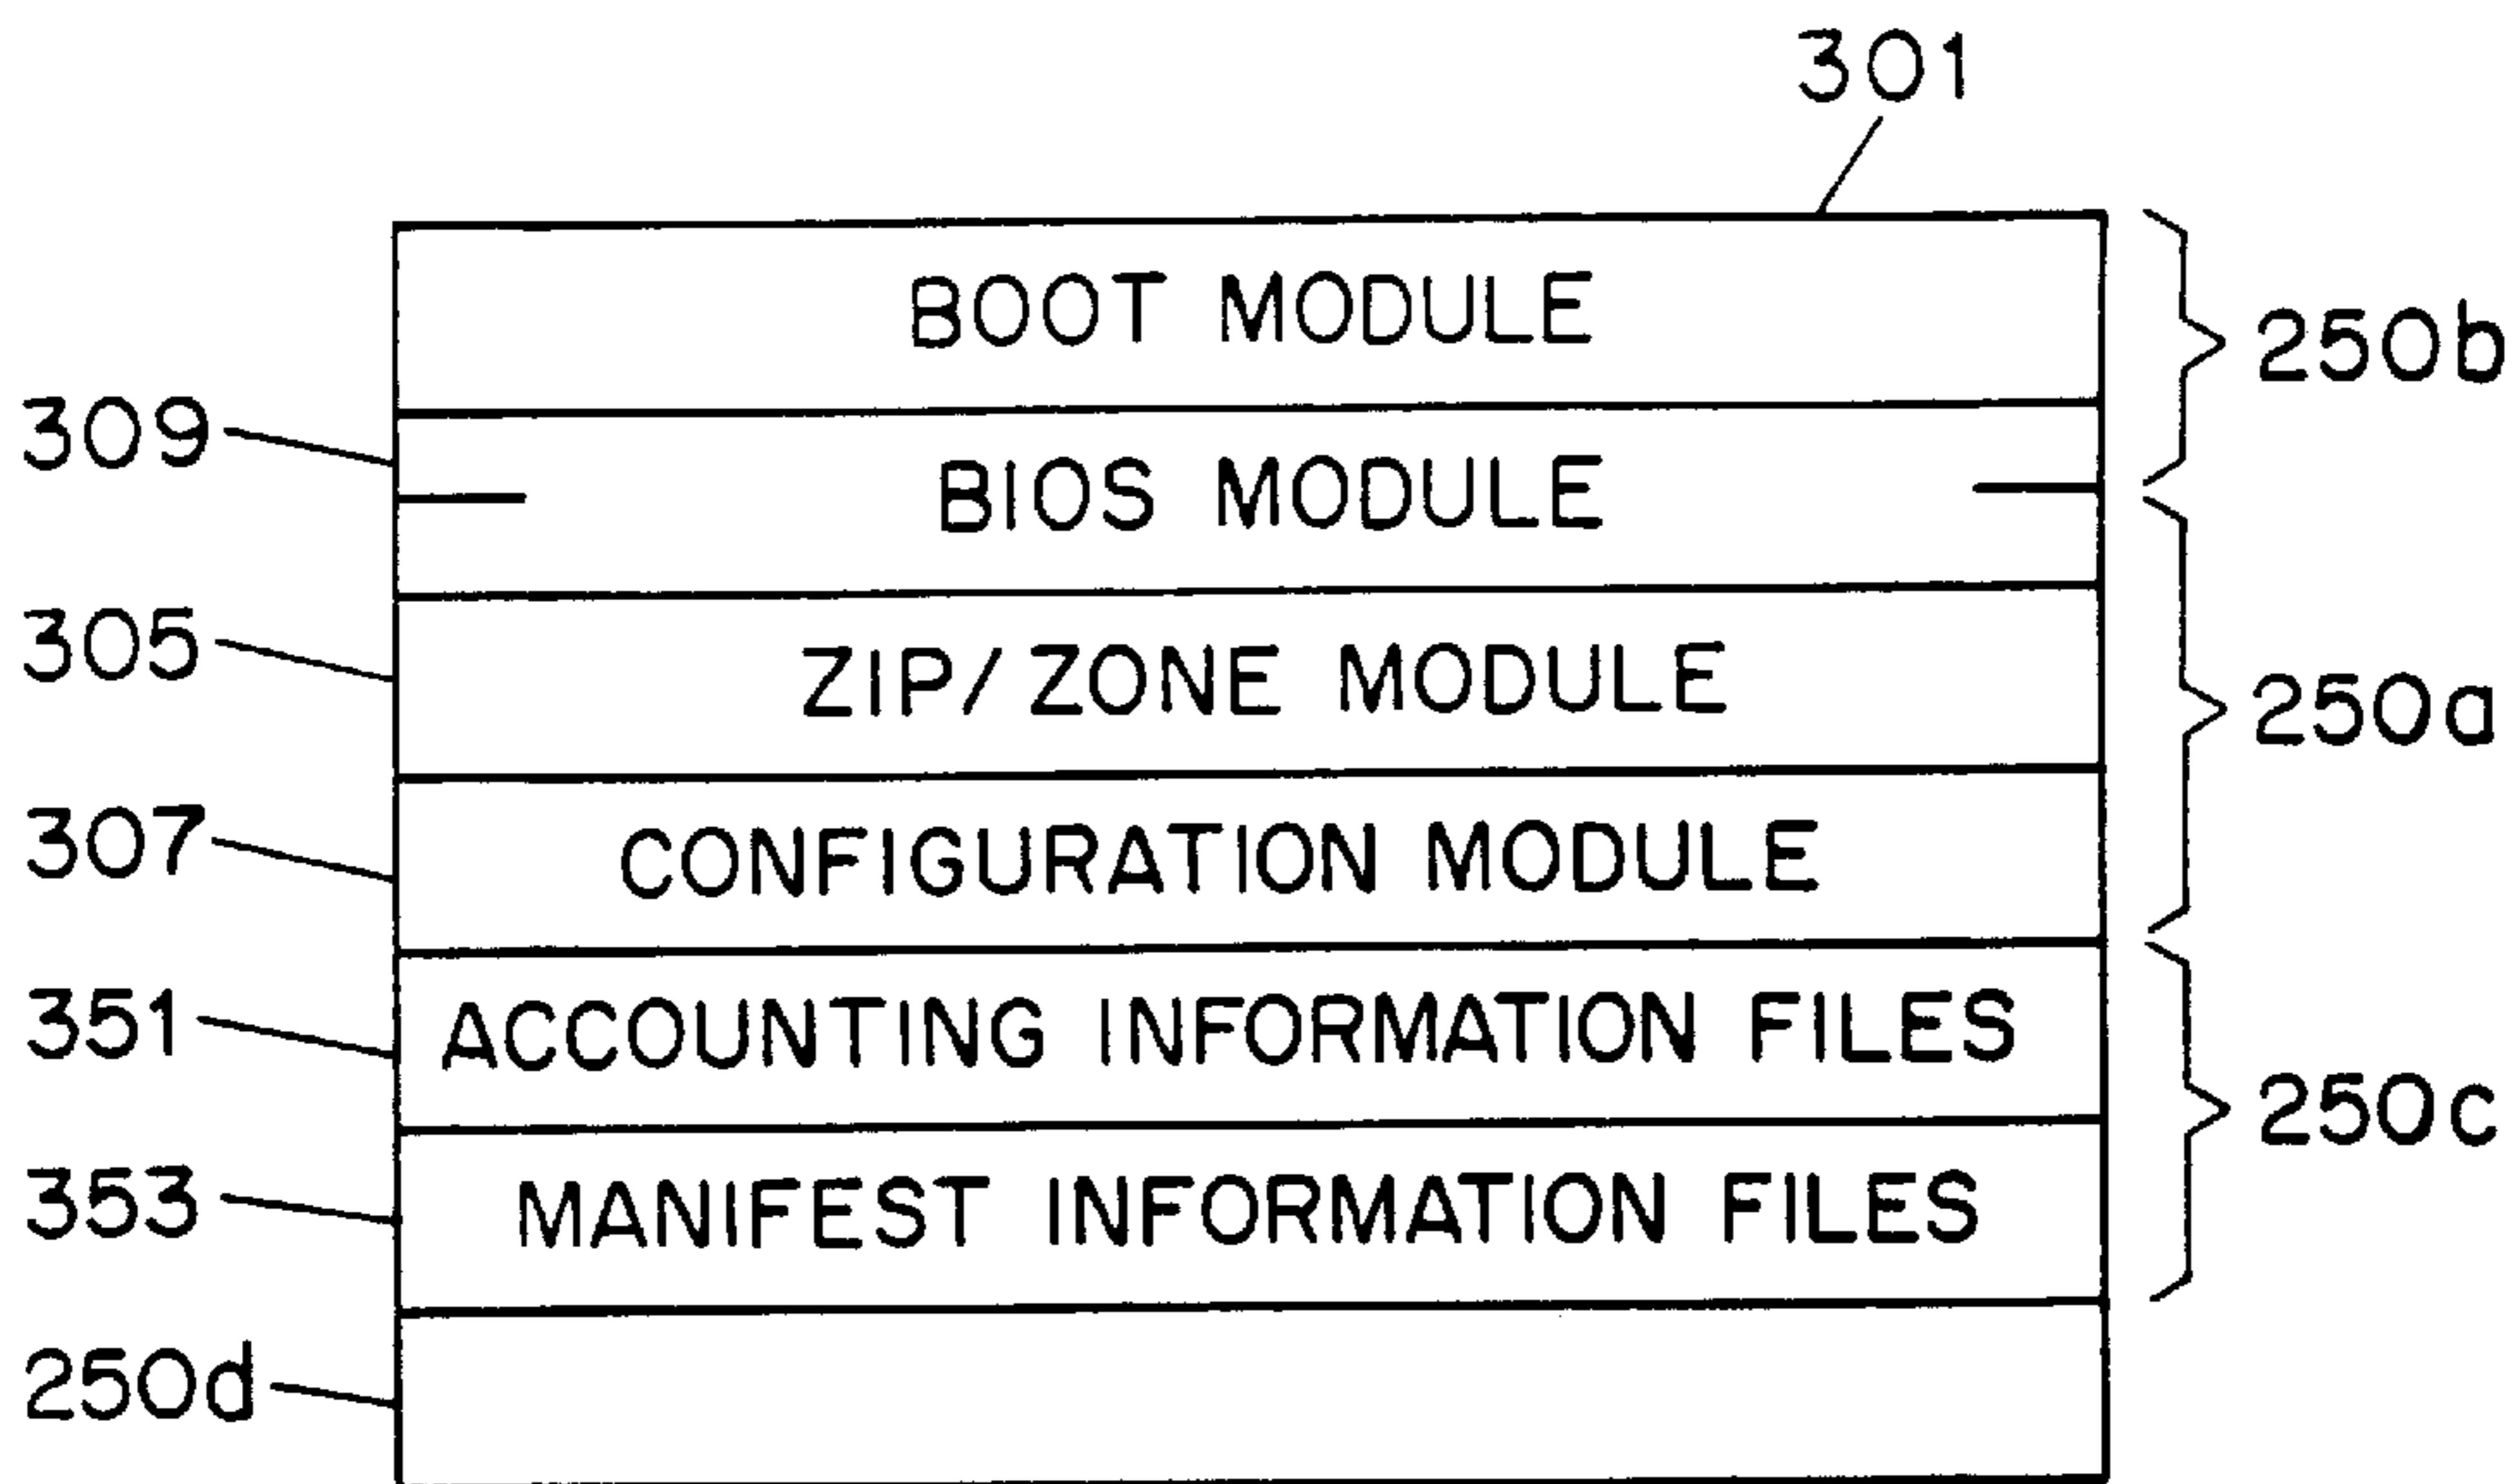 301
BOOT MODULE
250b
309
BIOS MODULE
305
ZIP/ZONE MODULE
250a
307
CONFIGURATION MODULE
351
ACCOUNTING INFORMATION FILES
250c
353
MANIFEST INFORMATION FILES
250d